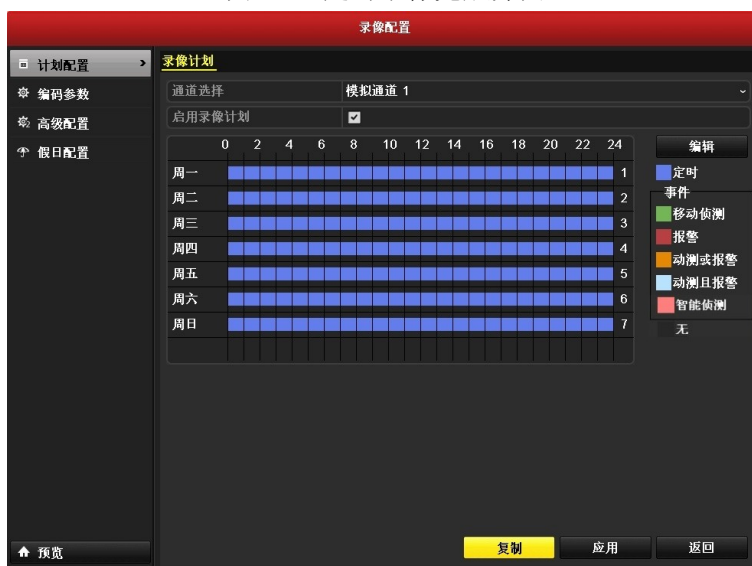 录像配置
计划配置
编码参数
高级配置
假日配置
预览
录像计划
通道选择 模拟通道 1
启用录像计划
0 2 4 6 8 10 12 14 16 18 20 22 24
周一 1
周二 2
周三 3
周四 4
周五 5
周六 6
周日 7
编辑
定时
事件
移动侦测
报警
动测或报警
动测且报警
智能侦测
无
复制 应用 返回